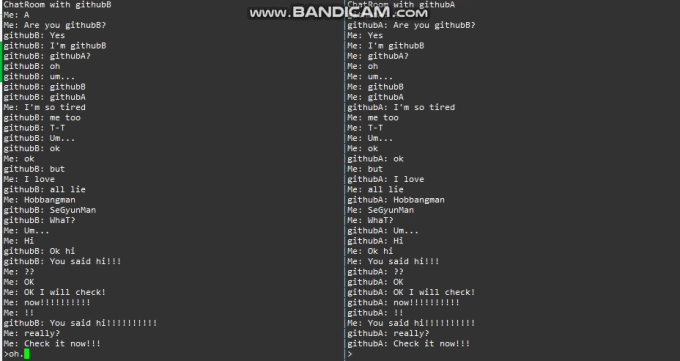 www.BANDICAM.com
ChatRoom with githubB
Me: A
Me: Are you githubB?
githubB: Yes
githubB: I'm githubB
githubB: githubA?
githubB: oh
githubB: um...
githubB: githubB
githubB: githubA
Me: I'm so tired
githubB: me too
githubB: T-T
githubB: Um...
githubB: ok
Me: ok
githubB: but
Me: I love
githubB: all lie
Me: Hobbangman
githubB: SeGyunMan
githubB: WhaT?
Me: Um...
Me: Hi
githubB: Ok hi
githubB: You said hi!!!
Me: ??
Me: OK
Me: OK I will check!
Me: now!!!!!!!!!!
Me: !!
githubB: You said hi!!!!!!!!!!
Me: really?
Me: Check it now!!!
>oh.
ChatRoom with githubA
githubA: Are you githubB?
Me: Yes
Me: I'm githubB
Me: githubA?
Me: oh
Me: um...
Me: githubB
Me: githubA
githubA: I'm so tired
Me: me too
Me: T-T
Me: Um...
Me: ok
githubA: ok
Me: but
githubA: I love
Me: all lie
githubA: Hobbangman
Me: SeGyunMan
Me: WhaT?
githubA: Um...
githubA: Hi
Me: Ok hi
Me: You said hi!!!
githubA: ??
githubA: OK
githubA: OK I will check!
githubA: now!!!!!!!!!!
githubA: !!
Me: You said hi!!!!!!!!!!
githubA: really?
githubA: Check it now!!!
>